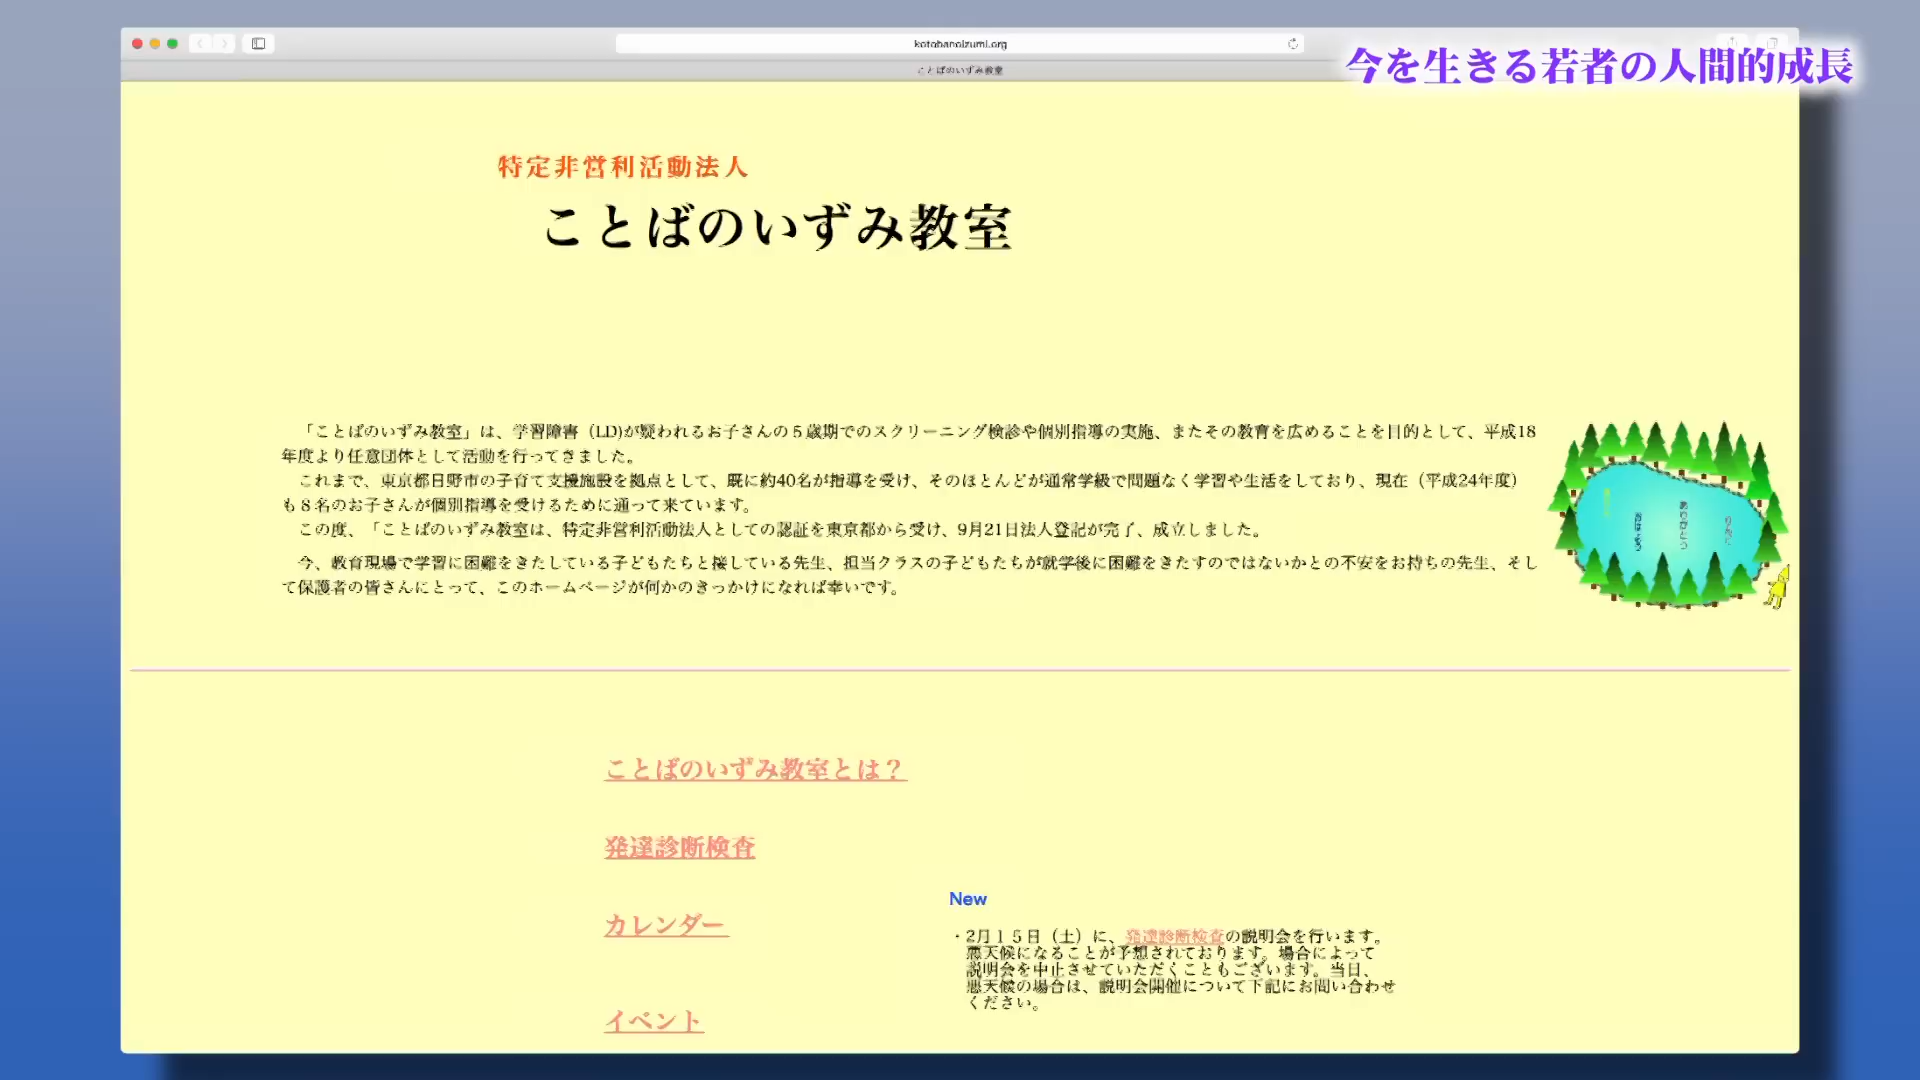 kotobanoizumi.org
ことばのいずみ教室
今を生きる若者の人間的成長
特定非営利活動法人
ことばのいずみ教室
「ことばのいずみ教室」は、学習障害（LD)が疑われるお子さんの５歳期でのスクリーニング検診や個別指導の実施、またその教育を広めることを目的として、平成18
年度より任意団体として活動を行ってきました。
これまで、東京都日野市の子育て支援施設を拠点として、既に約40名が指導を受け、そのほとんどが通常学級で問題なく学習や生活をしており、現在（平成24年度）
も８名のお子さんが個別指導を受けるために通って来ています。
この度、「ことばのいずみ教室は、特定非営利活動法人としての認証を東京都から受け、9月21日法人登記が完了、成立しました。
今、教育現場で学習に困難をきたしている子どもたちと接している先生、担当クラスの子どもたちが就学後に困難をきたすのではないかとの不安をお持ちの先生、そし
て保護者の皆さんにとって、このホームページが何かのきっかけになれば幸いです。
ありがとう
ことばのいずみ教室とは？
発達診断検査
カレンダー
イベント
New
・2月１５日（土）に、発達診断検査の説明会を行います。
悪天候になることが予想されております。場合によって
説明会を中止させていただくこともございます。当日、
悪天候の場合は、説明会開催について下記にお問い合わせ
ください。